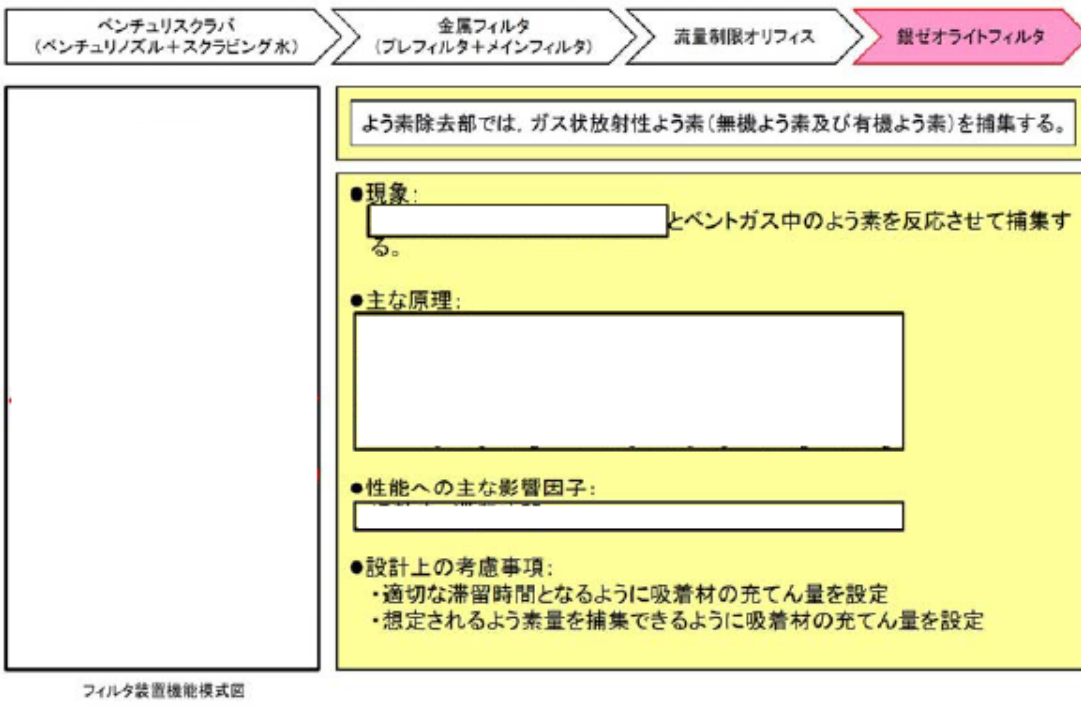 ベンチュリスクラバ
(ベンチュリノズル+スクラビング水)
金属フィルタ
(プレフィルタ+メインフィルタ)
流量制限オリフィス
銀ゼオライトフィルタ
よう素除去部では,ガス状放射性よう素(無機よう素及び有機よう素)を捕集する。
●現象:
とベントガス中のよう素を反応させて捕集す
る。
●主な原理:
●性能への主な影響因子:
●設計上の考慮事項:
・適切な滞留時間となるように吸着材の充てん量を設定
・想定されるよう素量を捕集できるように吸着材の充てん量を設定
フィルタ装置機能模式図